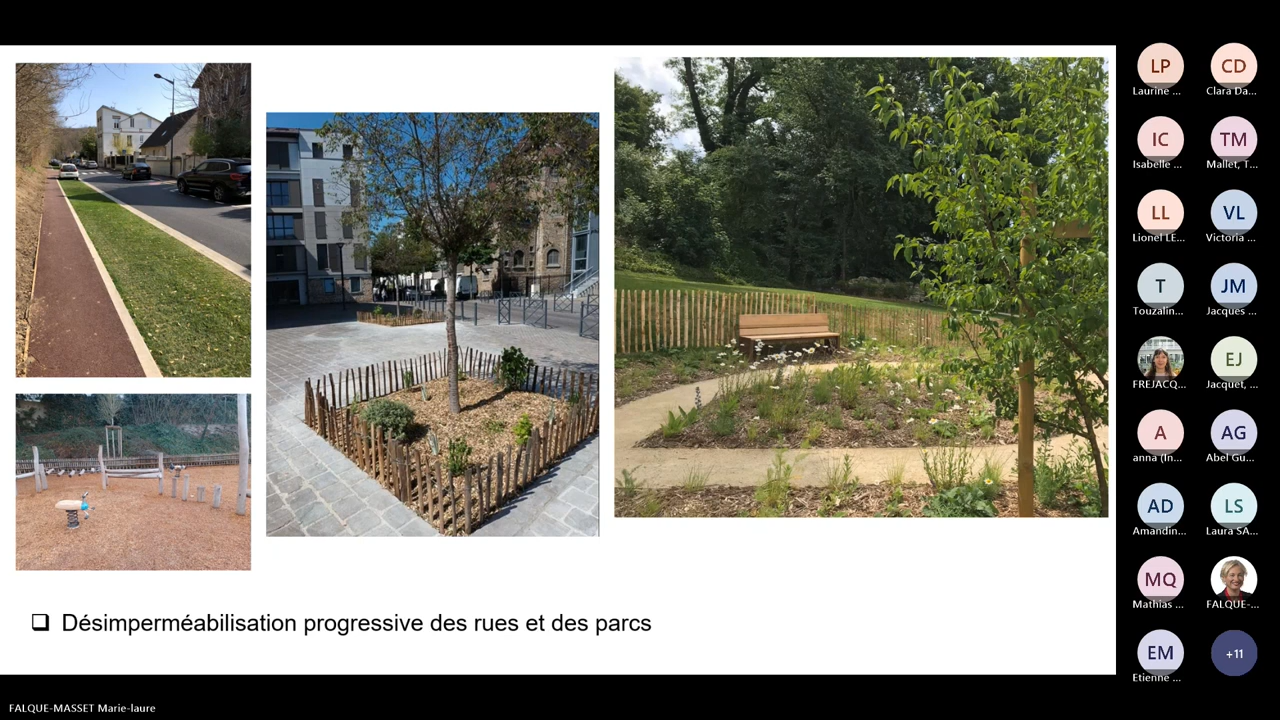 LP
Laurine ...
CD
Clara Da...
IC
Isabelle ...
TM
Mallet, T...
LL
Lionel LE...
VL
Victoria ...
T
Touzalin...
JM
Jacques ...
FREJACQ...
EJ
Jacquet, ...
A
anna (In...
AG
Abel Gu...
AD
Amandin...
LS
Laura SA...
MQ
Mathias ...
FALQUE-...
EM
Etienne ...
+11
Désimperméabilisation progressive des rues et des parcs
FALQUE-MASSET Marie-laure